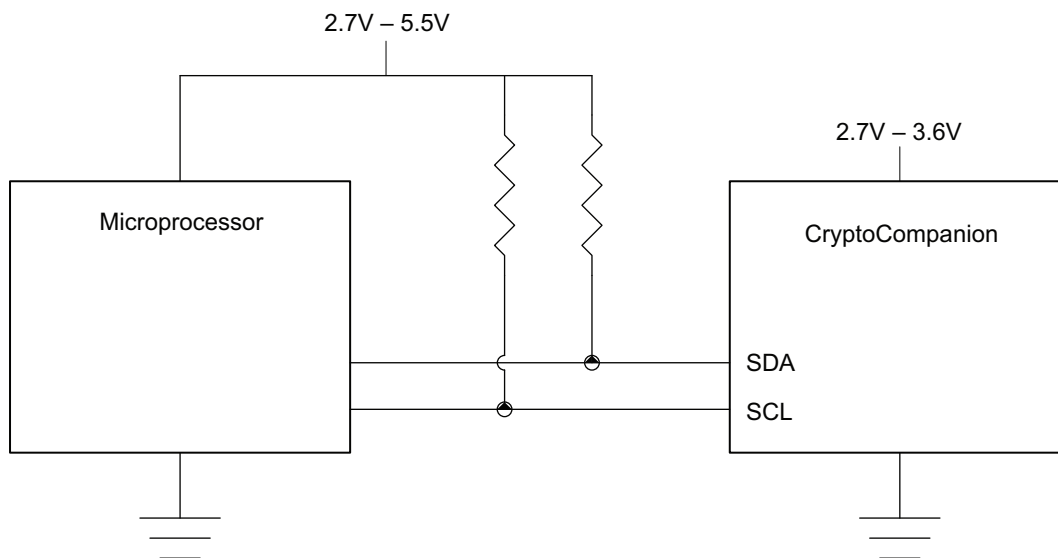 2.7V – 5.5V
2.7V – 3.6V
Microprocessor
CryptoCompanion
SDA
SCL